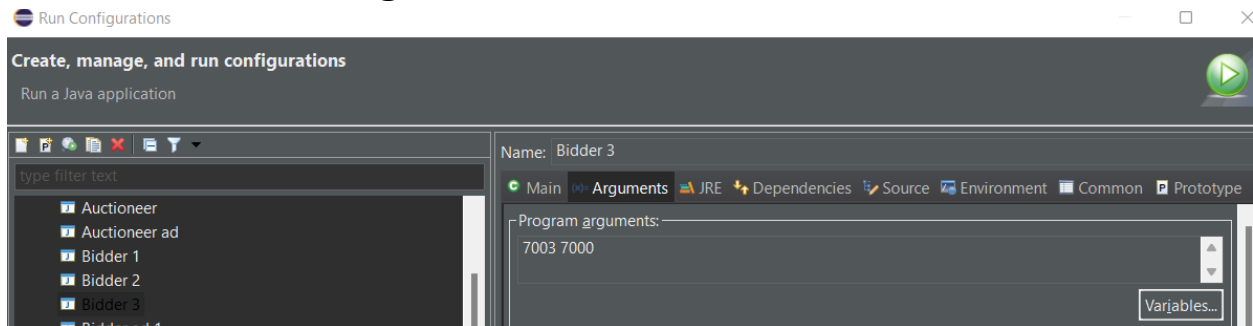 Run Configurations
Create, manage, and run configurations
Run a Java application
type filter text
Auctioneer
Auctioneer ad
Bidder 1
Bidder 2
Bidder 3
Name: Bidder 3
Main Arguments JRE Dependencies Source Environment Common Prototype
Program arguments:
7003 7000
Variables...